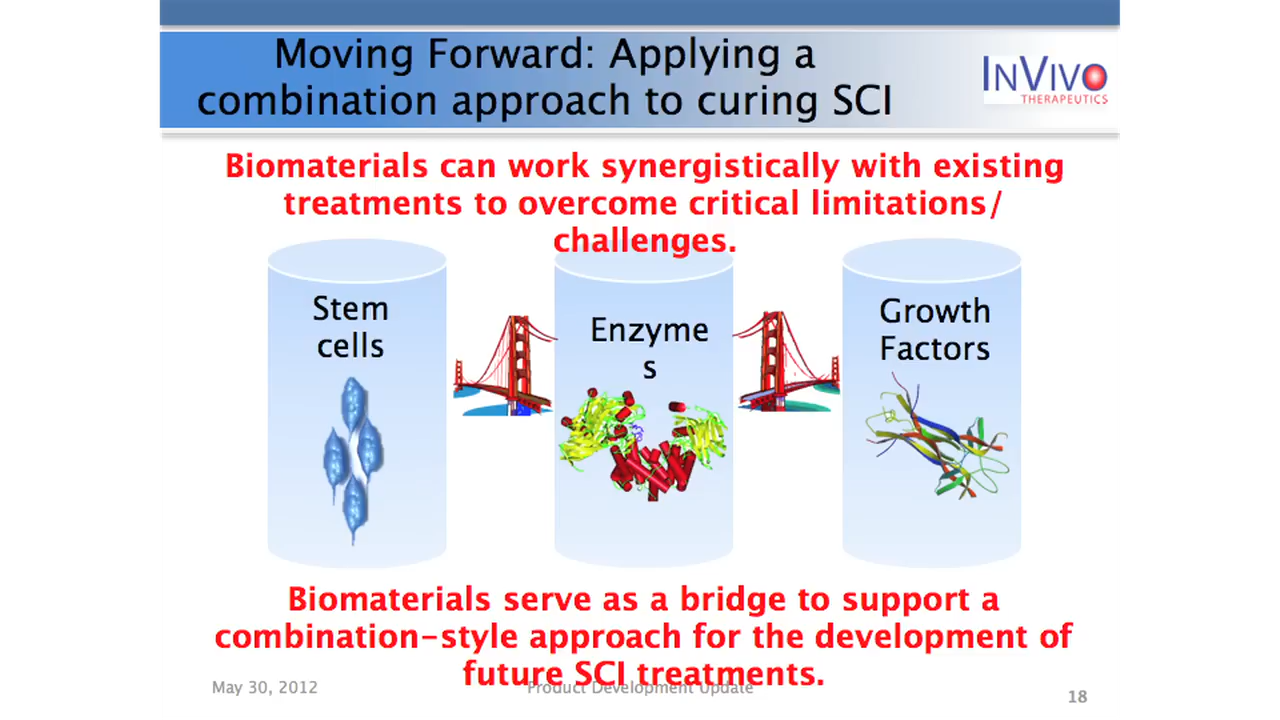 Moving Forward: Applying a
combination approach to curing SCI
INVIVO
THERAPEUTICS
Biomaterials can work synergistically with existing
treatments to overcome critical limitations/
challenges.
Stem
cells
Enzyme
s
Growth
Factors
Biomaterials serve as a bridge to support a
combination-style approach for the development of
future SCI treatments.
May 30, 2012
Product Development Update
18